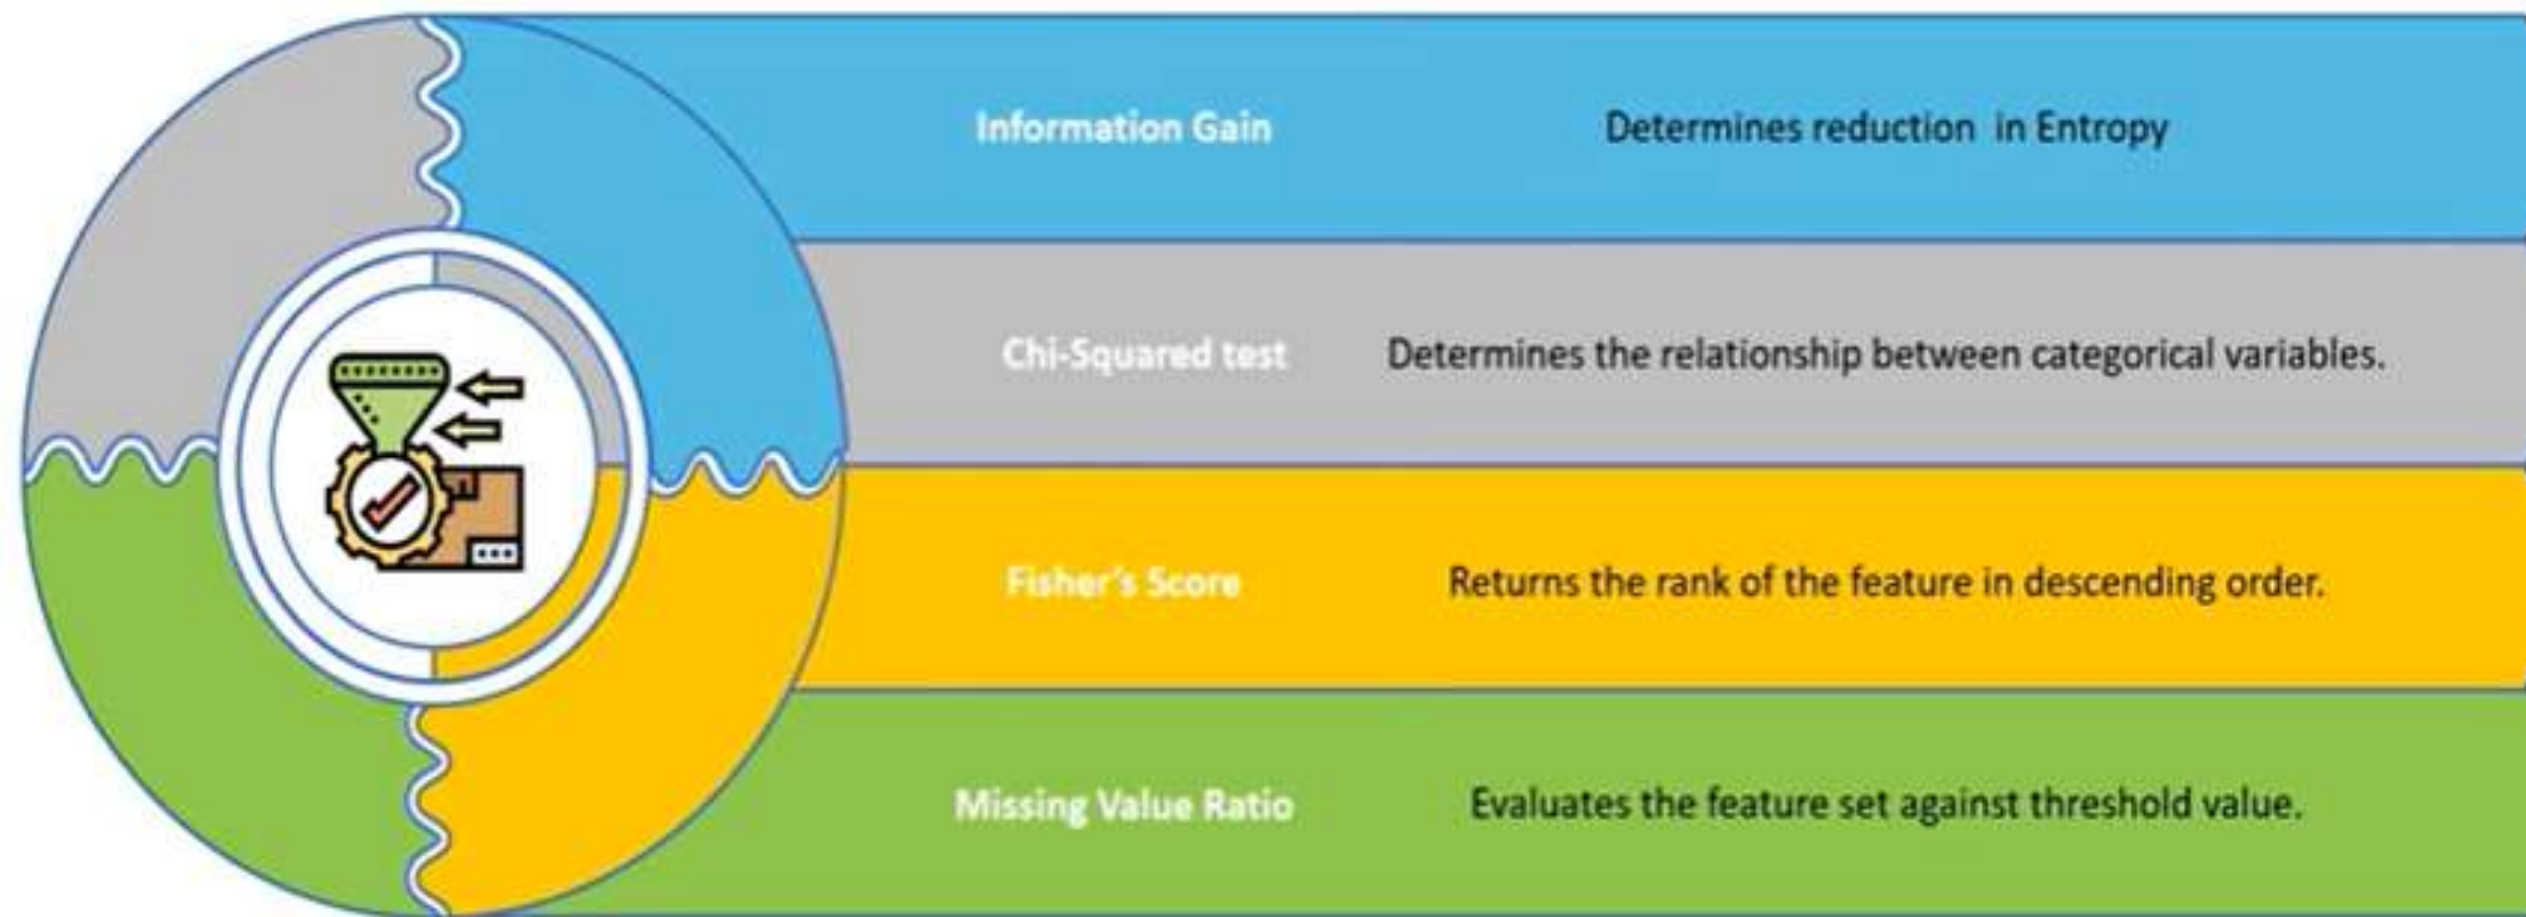 Information Gain Determines reduction in Entropy
Chi-Squared test Determines the relationship between categorical variables.
Fisher's Score Returns the rank of the feature in descending order.
Missing Value Ratio Evaluates the feature set against threshold value.